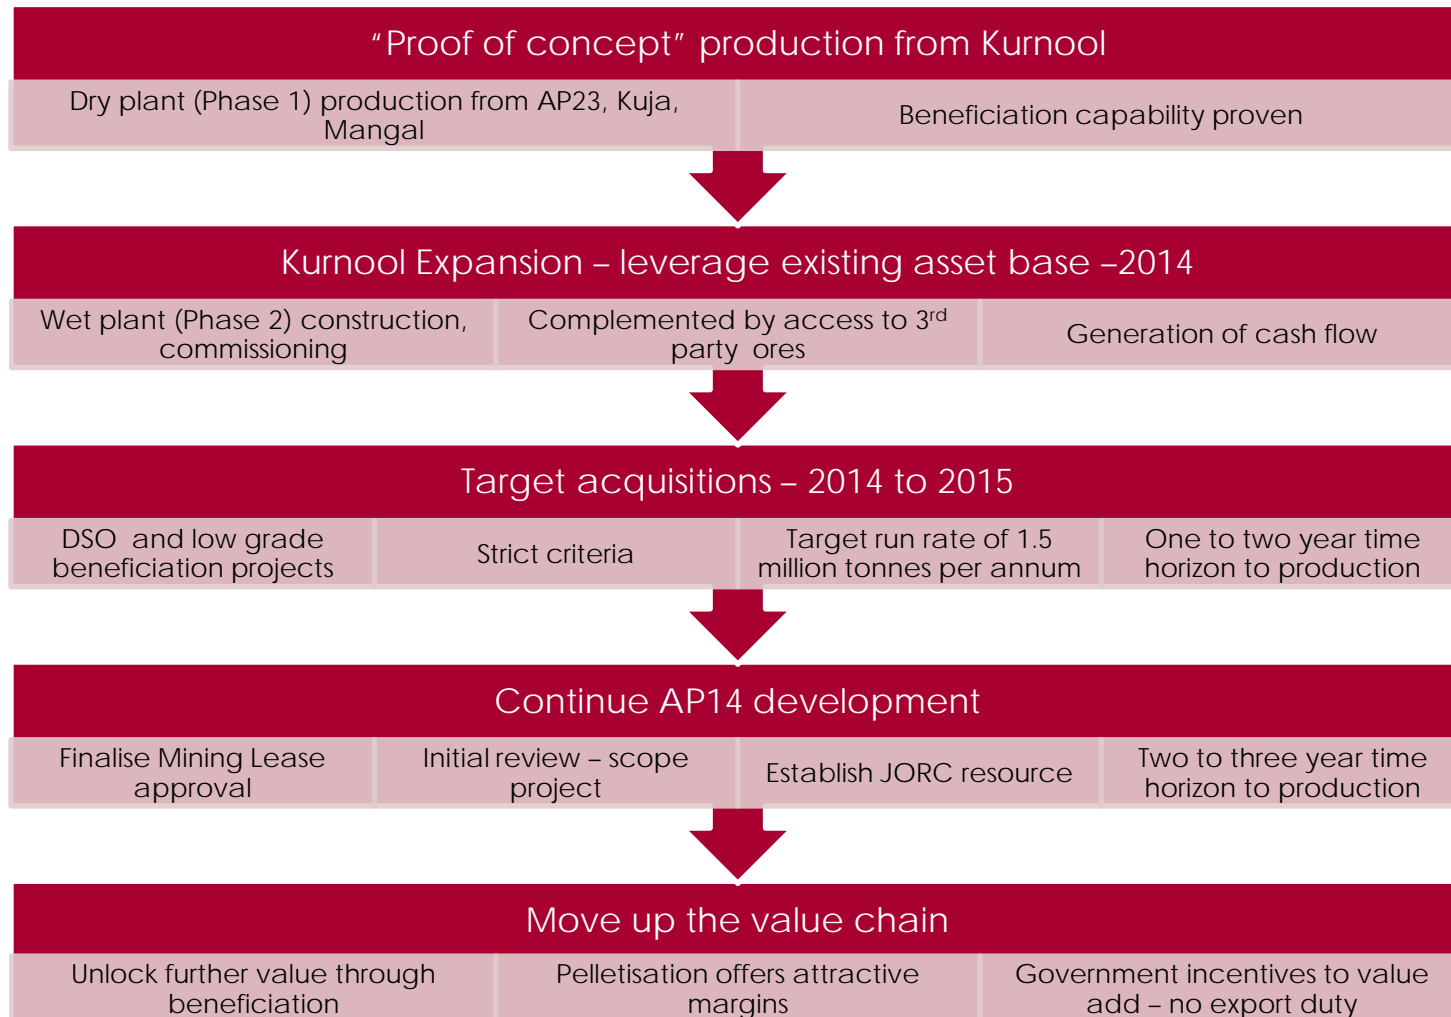 “Proof of concept” production from Kurnool
Dry plant (Phase 1) production from AP23, Kuja,
Mangal
Beneficiation capability proven
Kurnool Expansion – leverage existing asset base –2014
Wet plant (Phase 2) construction,
commissioning
Complemented by access to 3rd
party ores
Generation of cash flow
Target acquisitions – 2014 to 2015
DSO and low grade
beneficiation projects
Strict criteria
Target run rate of 1.5
million tonnes per annum
One to two year time
horizon to production
Continue AP14 development
Finalise Mining Lease
approval
Initial review – scope
project
Establish JORC resource
Two to three year time
horizon to production
Move up the value chain
Unlock further value through
beneficiation
Pelletisation offers attractive
margins
Government incentives to value
add – no export duty